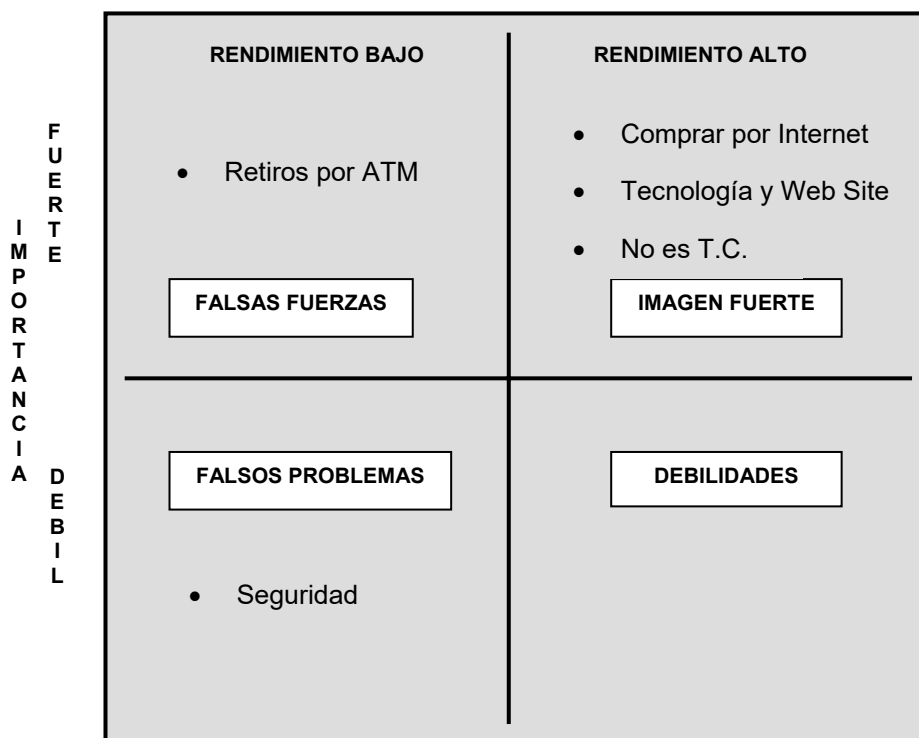 RENDIMIENTO BAJO
RENDIMIENTO ALTO
IMPORTANCIA
FUERTE
• Retiros por ATM
• Comprar por Internet
• Tecnología y Web Site
• No es T.C.
FALSAS FUERZAS
IMAGEN FUERTE
DEBIL
FALSOS PROBLEMAS
DEBILIDADES
• Seguridad